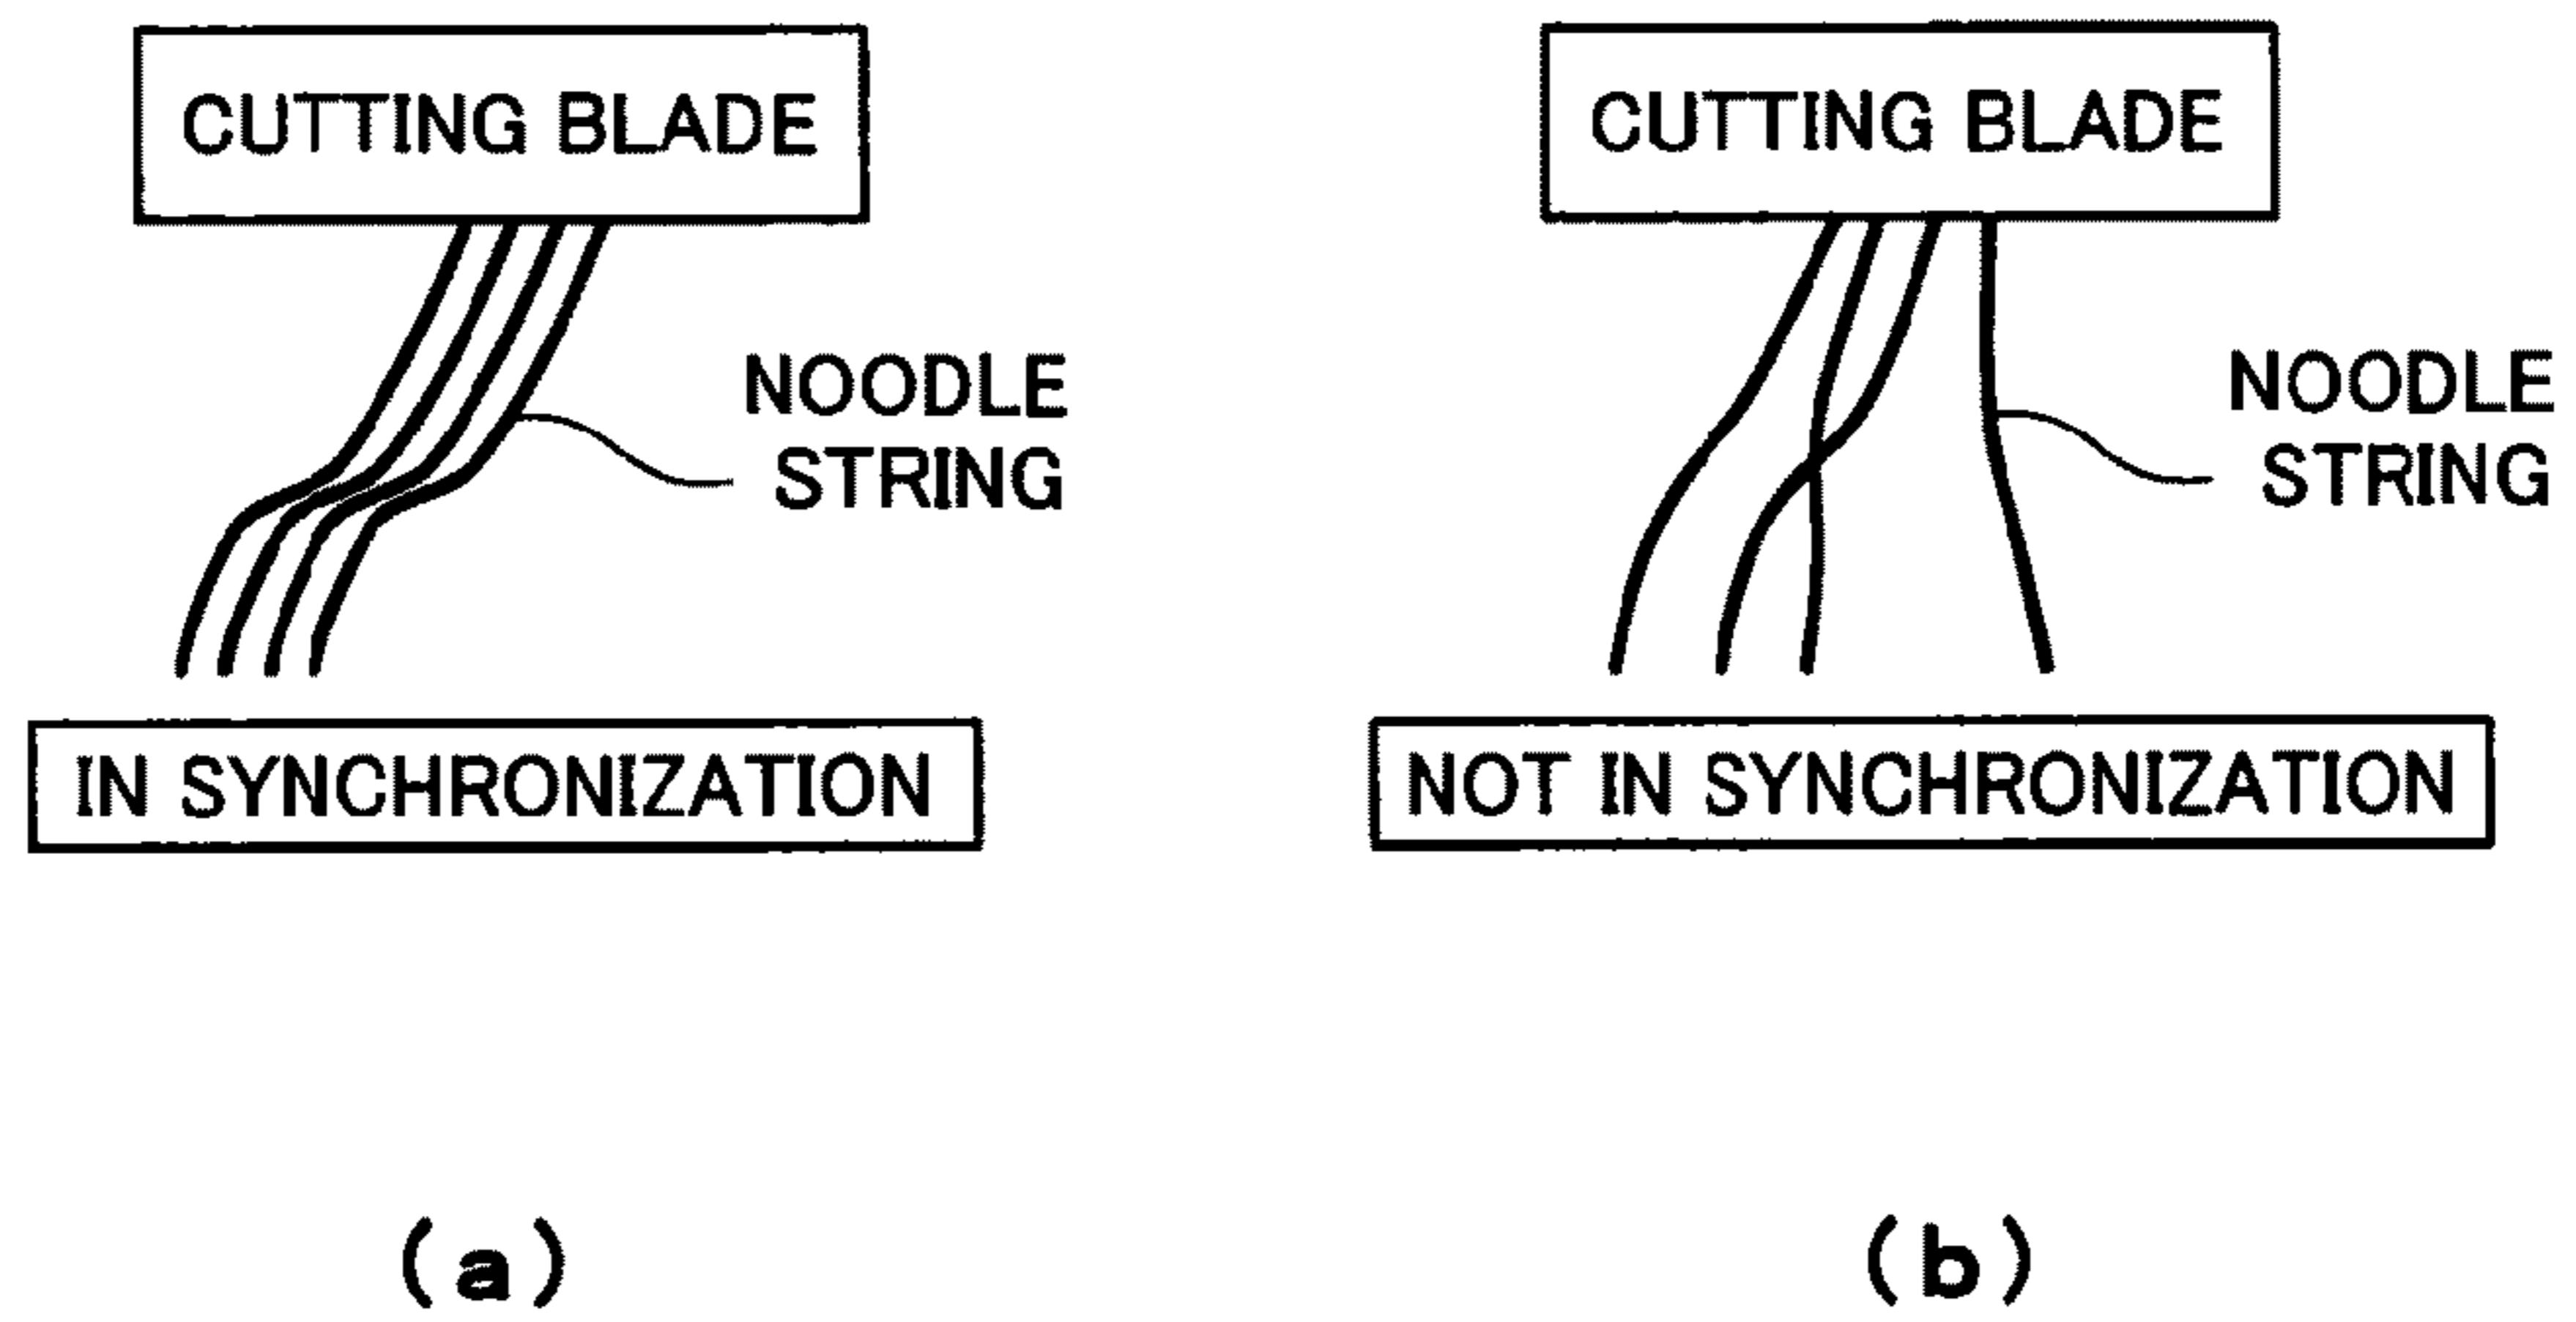 CUTTING BLADE
NOODLE
STRING
IN SYNCHRONIZATION
(a)
CUTTING BLADE
NOODLE
STRING
NOT IN SYNCHRONIZATION
(b)